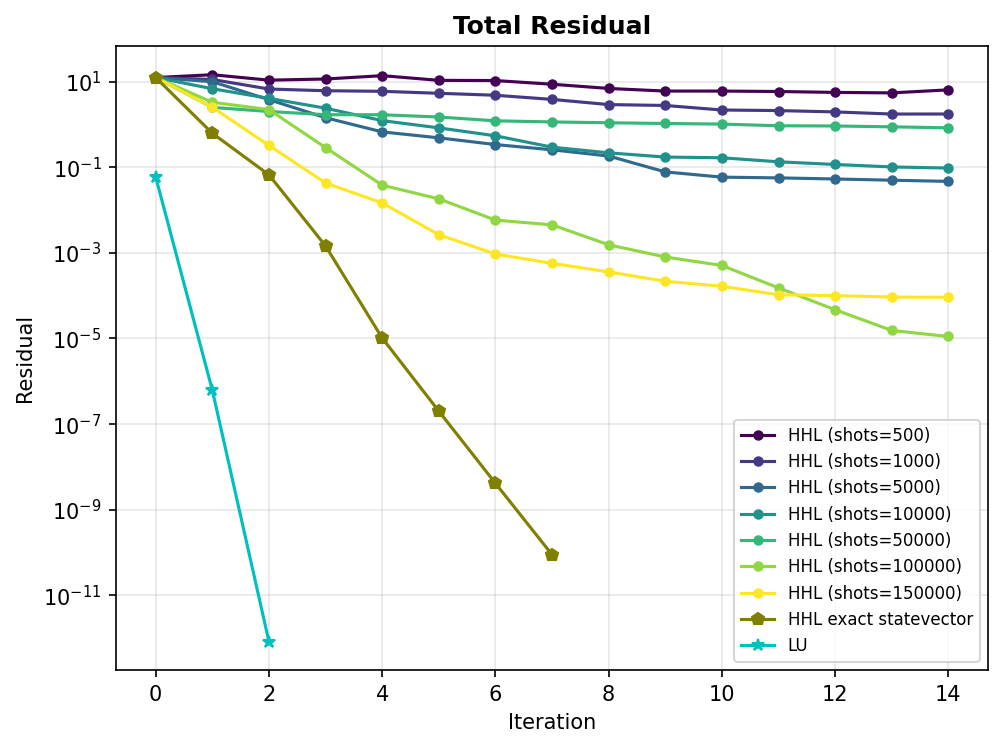 Total Residual
Residual
10^1
10^-1
10^-3
10^-5
10^-7
10^-9
10^-11
HHL (shots=500)
HHL (shots=1000)
HHL (shots=5000)
HHL (shots=10000)
HHL (shots=50000)
HHL (shots=100000)
HHL (shots=150000)
HHL exact statevector
LU
0 2 4 6 8 10 12 14
Iteration